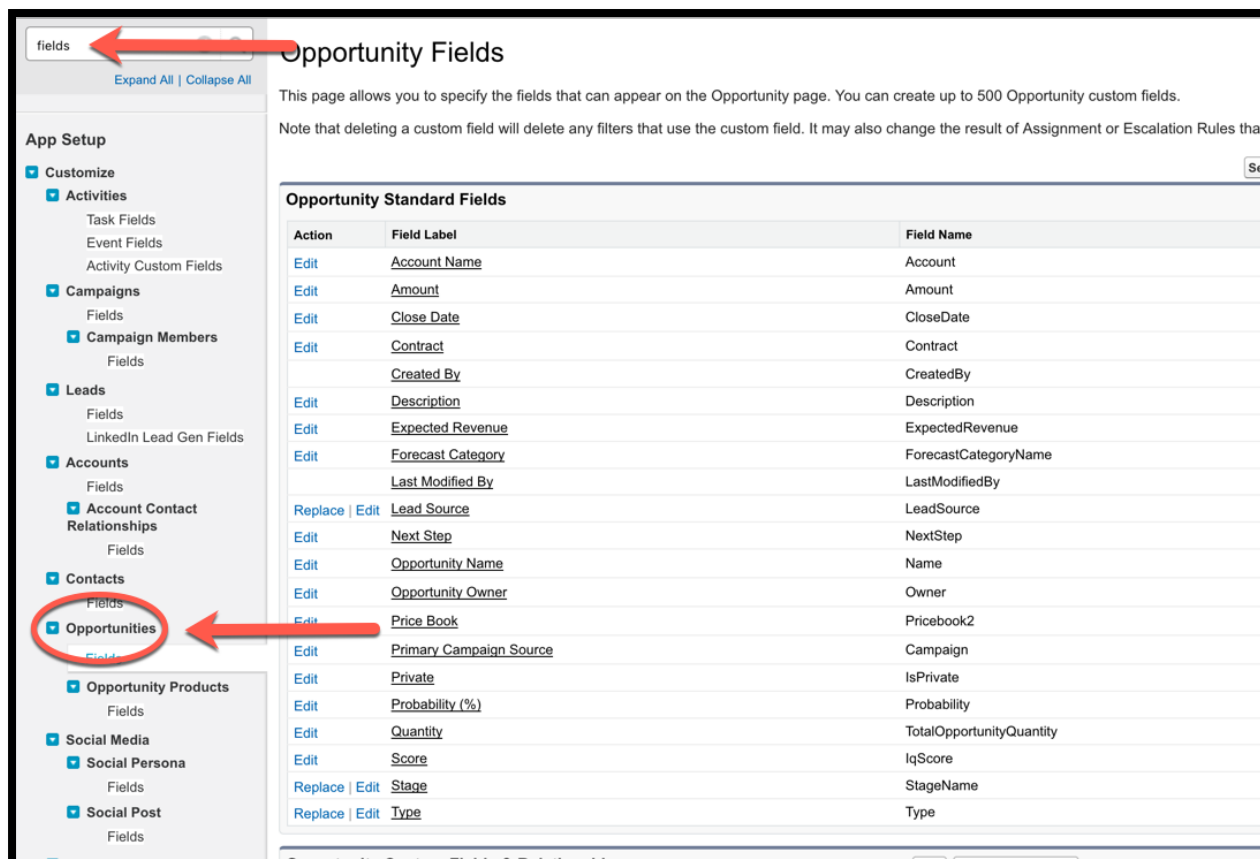 fields
Expand All | Collapse All
App Setup
Customize
Activities
Task Fields
Event Fields
Activity Custom Fields
Campaigns
Fields
Campaign Members
Fields
Leads
Fields
LinkedIn Lead Gen Fields
Accounts
Fields
Account Contact
Relationships
Fields
Contacts
Fields
Opportunities
Fields
Opportunity Products
Fields
Social Media
Social Persona
Fields
Social Post
Fields
Opportunity Fields
This page allows you to specify the fields that can appear on the Opportunity page. You can create up to 500 Opportunity custom fields.
Note that deleting a custom field will delete any filters that use the custom field. It may also change the result of Assignment or Escalation Rules tha
Se
Opportunity Standard Fields
Action Field Label Field Name
Edit Account Name Account
Edit Amount Amount
Edit Close Date CloseDate
Edit Contract Contract
Created By CreatedBy
Edit Description Description
Edit Expected Revenue ExpectedRevenue
Edit Forecast Category ForecastCategoryName
Last Modified By LastModifiedBy
Replace | Edit Lead Source LeadSource
Edit Next Step NextStep
Edit Opportunity Name Name
Edit Opportunity Owner Owner
Edit Price Book Pricebook2
Edit Primary Campaign Source Campaign
Edit Private IsPrivate
Edit Probability (%) Probability
Edit Quantity TotalOpportunityQuantity
Edit Score IqScore
Replace | Edit Stage StageName
Replace | Edit Type Type